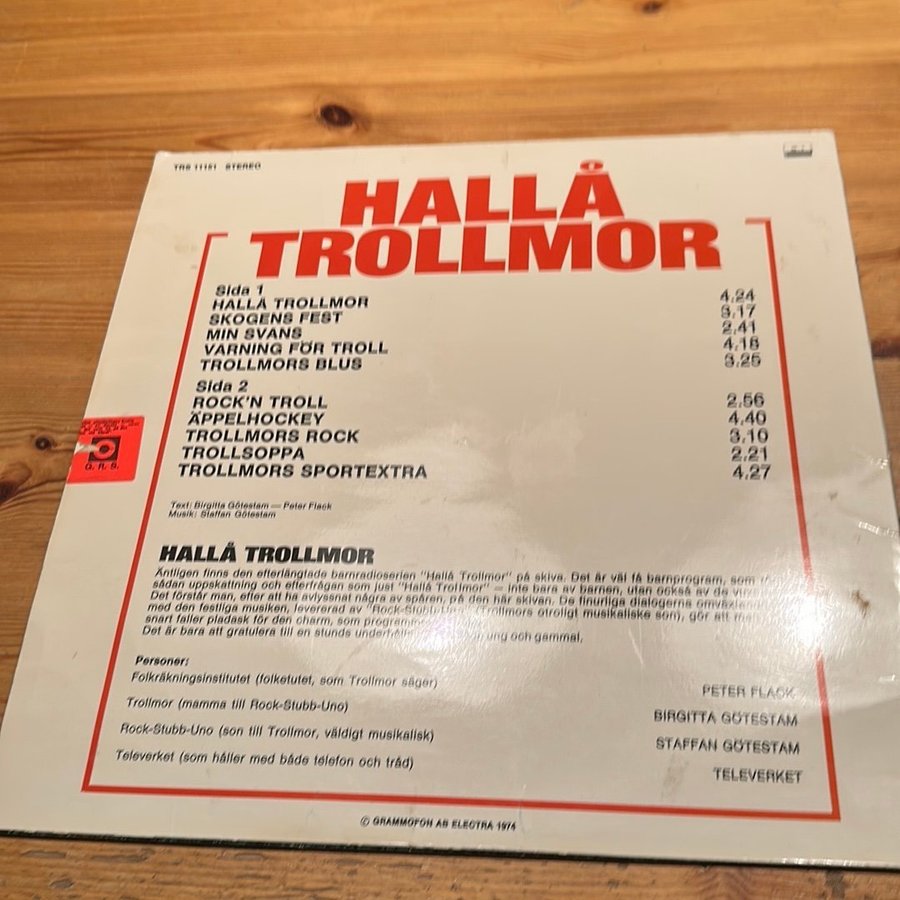 TRS 11151 STEREO
HALLÅ
TROLLMOR
Sida 1
HALLÅ TROLLMOR 4.24
SKOGENS FEST 3.17
MIN SVANS 2.41
VARNING FÖR TROLL 4.18
TROLLMORS BLUS 3.25
Sida 2
ROCK'N TROLL 2.56
ÄPPELHOCKEY 4.40
TROLLMORS ROCK 3.10
TROLLSOPPA 2.21
TROLLMORS SPORTEXTRA 4.27
G. R. S.
Text: Birgitta Götestam — Peter Flack
Musik: Staffan Götestam
HALLÅ TROLLMOR
Äntligen finns den efterlängtade barnradioserien "Hallå Trollmor" på skiva. Det är väl få barnprogram, som
sådan uppskattning och efterfrågan som just "Hallå Trollmor" — inte bara av barnen, utan också av de
Det förstår man, efter att ha avlyssnat några av spåren, på den här skivan. De finurliga dialogerna
med den festliga musiken, levererad av "Rock-Stubb-Uno" (Trollmors otroligt musikaliske son), gör att
snart faller pladask för den charm, som
Det är bara att gratulera till en stunds ung och gammal.
Personer:
Folkräkningsinstitutet (folketutet, som Trollmor säger) PETER FLACK
Trollmor (mamma till Rock-Stubb-Uno) BIRGITTA GÖTESTAM
Rock-Stubb-Uno (son till Trollmor, väldigt musikalisk) STAFFAN GÖTESTAM
Televerket (som håller med både telefon och tråd) TELEVERKET
© GRAMMOFON AB ELECTRA 1974